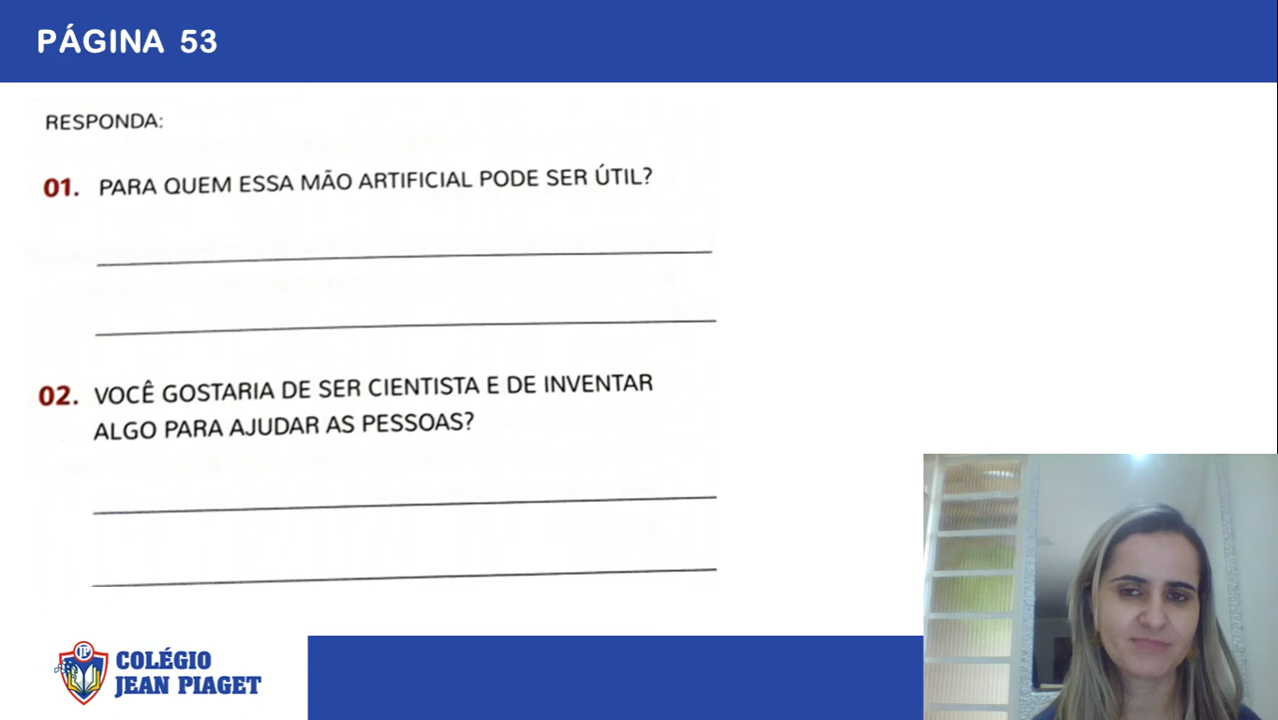 PÁGINA 53
RESPONDA:
01. PARA QUEM ESSA MÃO ARTIFICIAL PODE SER ÚTIL?
02. VOCÊ GOSTARIA DE SER CIENTISTA E DE INVENTAR
ALGO PARA AJUDAR AS PESSOAS?
COLÉGIO
JEAN PIAGET